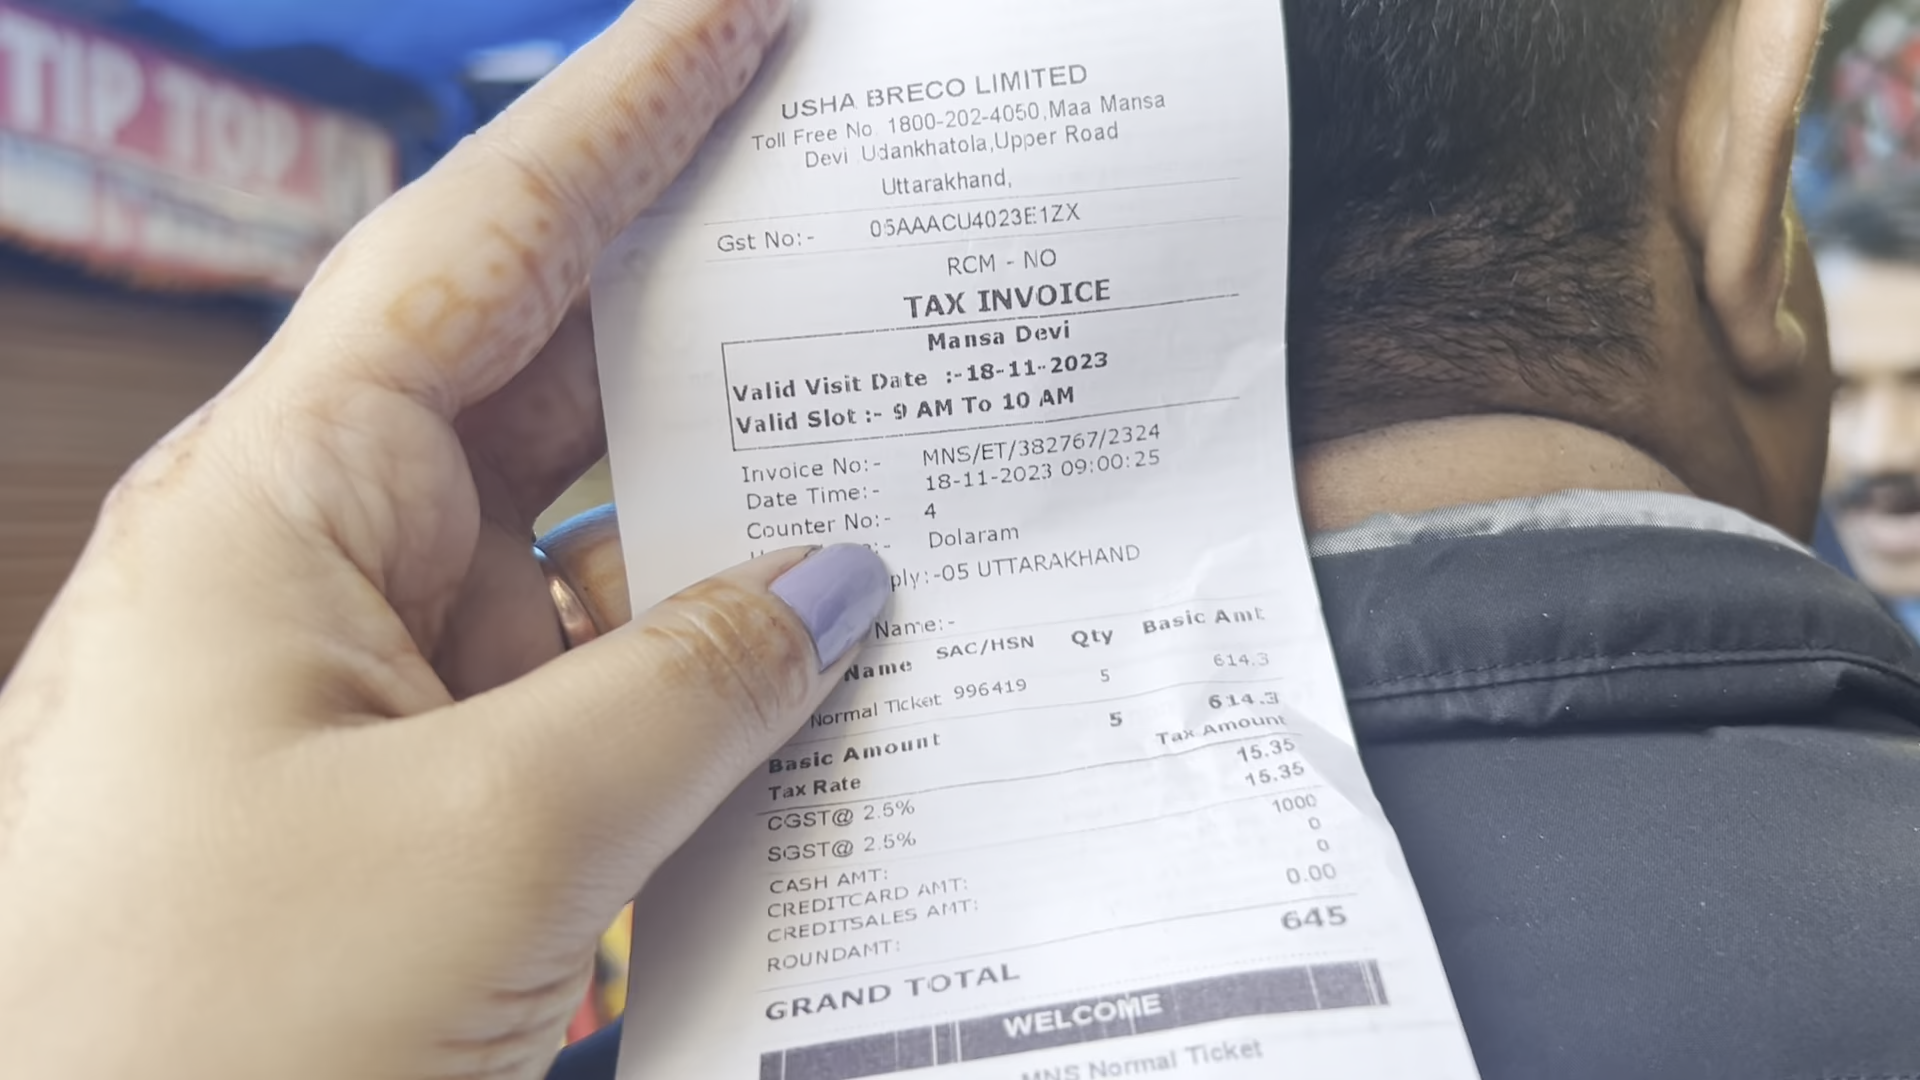 TIP TOP
USHA BRECO LIMITED
Toll Free No. 1800-202-4050,Maa Mansa
Devi Udankhatola,Upper Road
Uttarakhand,
Gst No:- 05AAACU4023E1ZX
RCM - NO
TAX INVOICE
Mansa Devi
Valid Visit Date :-18-11-2023
Valid Slot :- 9 AM To 10 AM
Invoice No:- MNS/ET/382767/2324
Date Time:- 18-11-2023 09:00:25
Counter No:- 4
:- Dolaram
ply:-05 UTTARAKHAND
Name:-
Name SAC/HSN Qty Basic Amt
Normal Ticket 996419 5 614.3
Basic Amount 5 614.3
Tax Rate Tax Amount
CGST@ 2.5% 15.35
SGST@ 2.5% 15.35
CASH AMT: 1000
CREDITCARD AMT: 0
CREDITSALES AMT: 0
ROUNDAMT: 0.00
GRAND TOTAL 645
WELCOME
MNS Normal Ticket